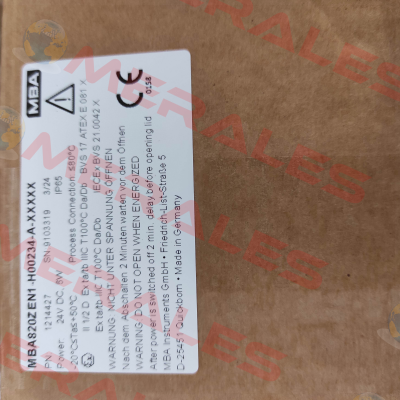 MBA
MBA820ZEN1-H00234-A-XXXXX
PN. 1214427 SN.9103319 3/24
Power: 24V DC, 5W IP65
-20°C≤Ta≤+50°C Process Connection: ≤80°C
II 1/2 D Ex ta/tb IIIC T100°C Da/Db BVS 17 ATEX E 081 X
Ex ta/tb IIIC T100°C Da/Db IECEx BVS 21.0042 X
WARNUNG - NICHT UNTER SPANNUNG ÖFFNEN
Nach dem Abschalten 2 Minuten warten vor dem Öffnen
WARNING - DO NOT OPEN WHEN ENERGIZED
After power is switched off 2 min. delay before opening lid
MBA Instruments GmbH • Friedrich-List-Straße 5
D-25451 Quickborn • Made in Germany
CE
0158
MERALES